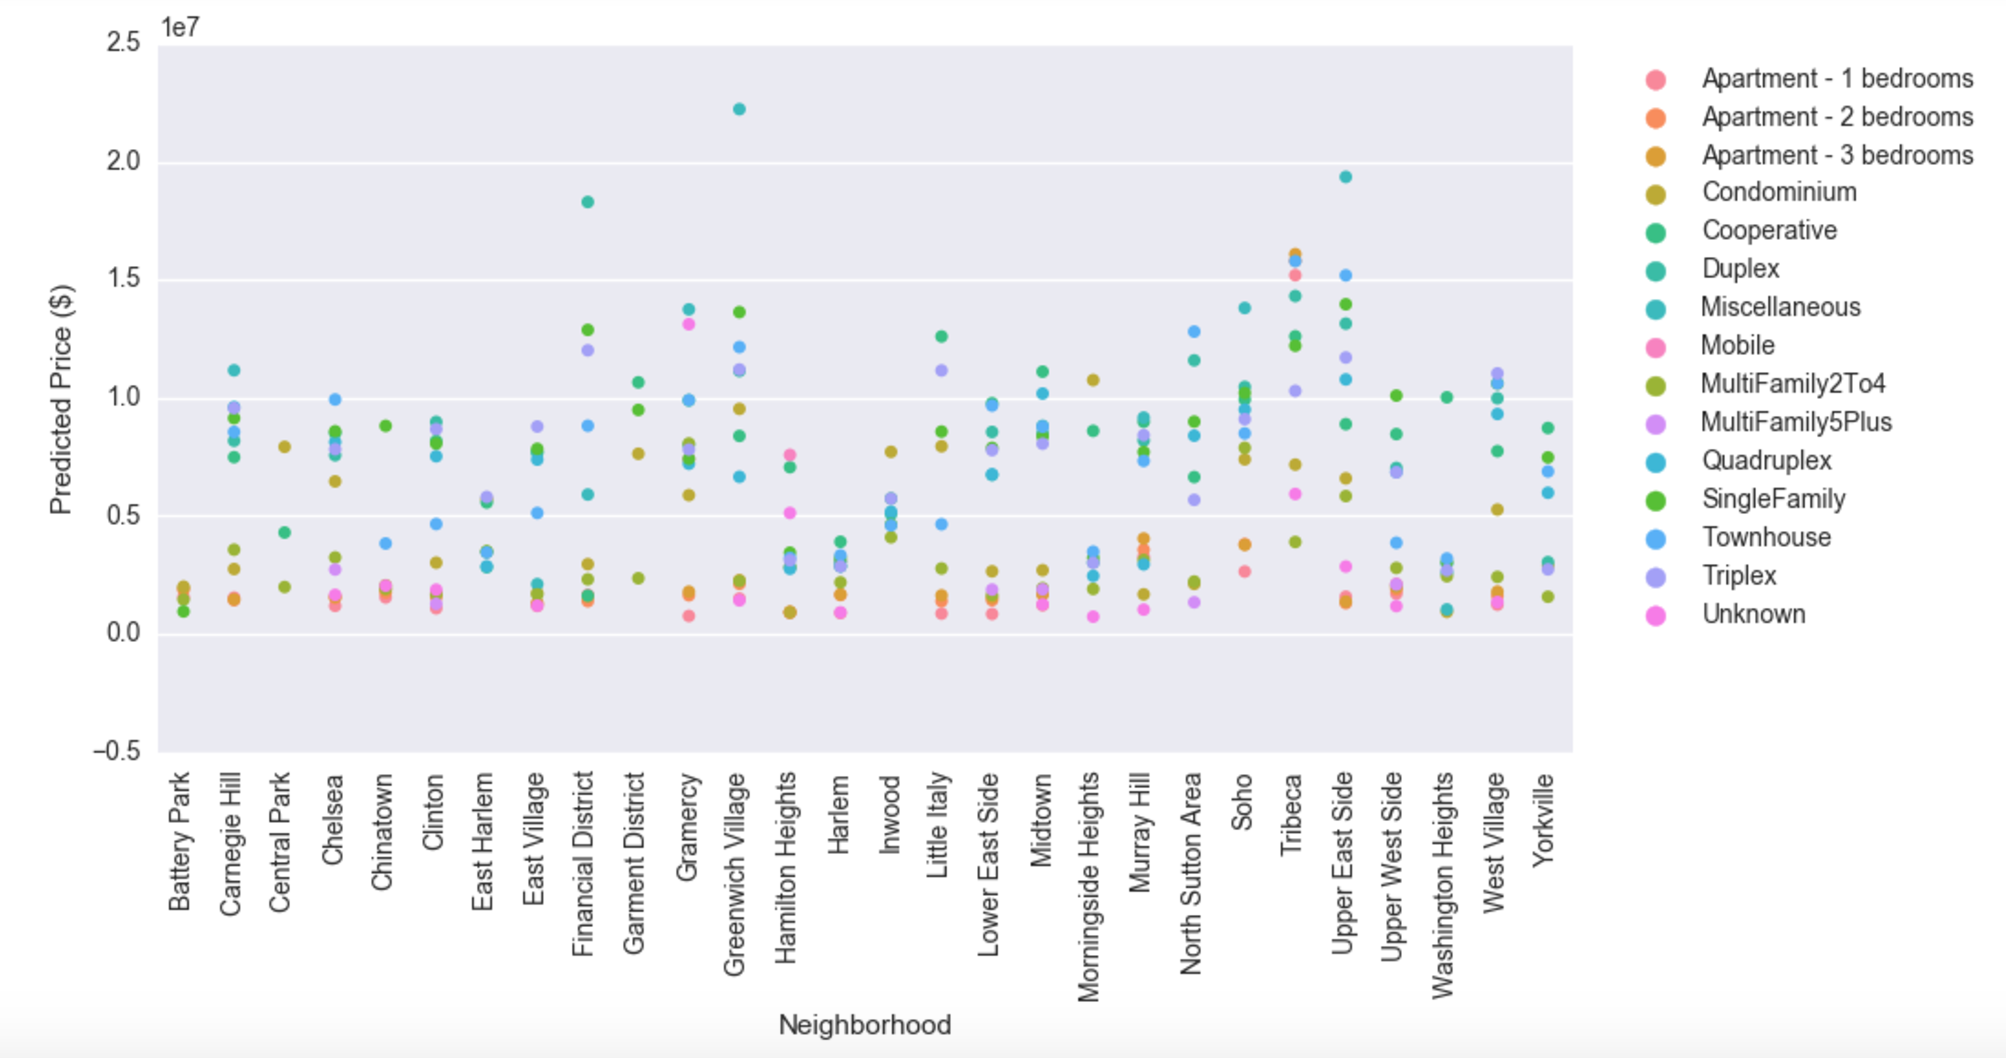 1e7
2.5
2.0
1.5
1.0
0.5
0.0
−0.5
Predicted Price ($)
Battery Park
Carnegie Hill
Central Park
Chelsea
Chinatown
Clinton
East Harlem
East Village
Financial District
Garment District
Gramercy
Greenwich Village
Hamilton Heights
Harlem
Inwood
Little Italy
Lower East Side
Midtown
Morningside Heights
Murray Hill
North Sutton Area
Soho
Tribeca
Upper East Side
Upper West Side
Washington Heights
West Village
Yorkville
Neighborhood
Apartment - 1 bedrooms
Apartment - 2 bedrooms
Apartment - 3 bedrooms
Condominium
Cooperative
Duplex
Miscellaneous
Mobile
MultiFamily2To4
MultiFamily5Plus
Quadruplex
SingleFamily
Townhouse
Triplex
Unknown